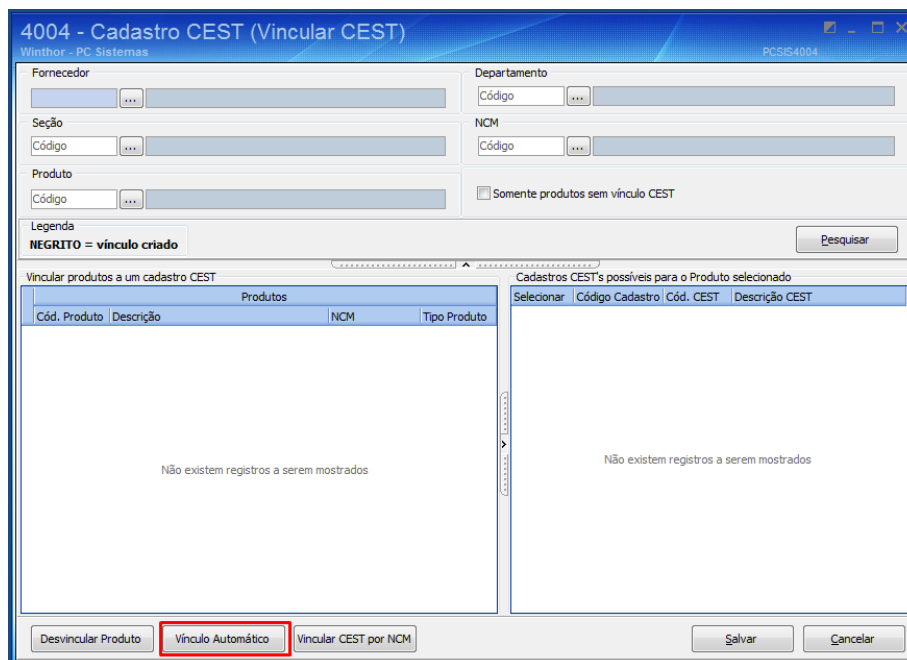 4004 - Cadastro CEST (Vincular CEST)
Winthor - PC Sistemas
PCSIS4004
Fornecedor
Departamento
...
Código ...
Seção
NCM
Código ...
Código ...
Produto
Código ...
Somente produtos sem vínculo CEST
Legenda
NEGRITO = vínculo criado
Pesquisar
Vincular produtos a um cadastro CEST
Cadastros CEST's possíveis para o Produto selecionado
Produtos
Selecionar Código Cadastro Cód. CEST Descrição CEST
Cód. Produto Descrição NCM Tipo Produto
Não existem registros a serem mostrados
Não existem registros a serem mostrados
Desvincular Produto Vínculo Automático Vincular CEST por NCM Salvar Cancelar